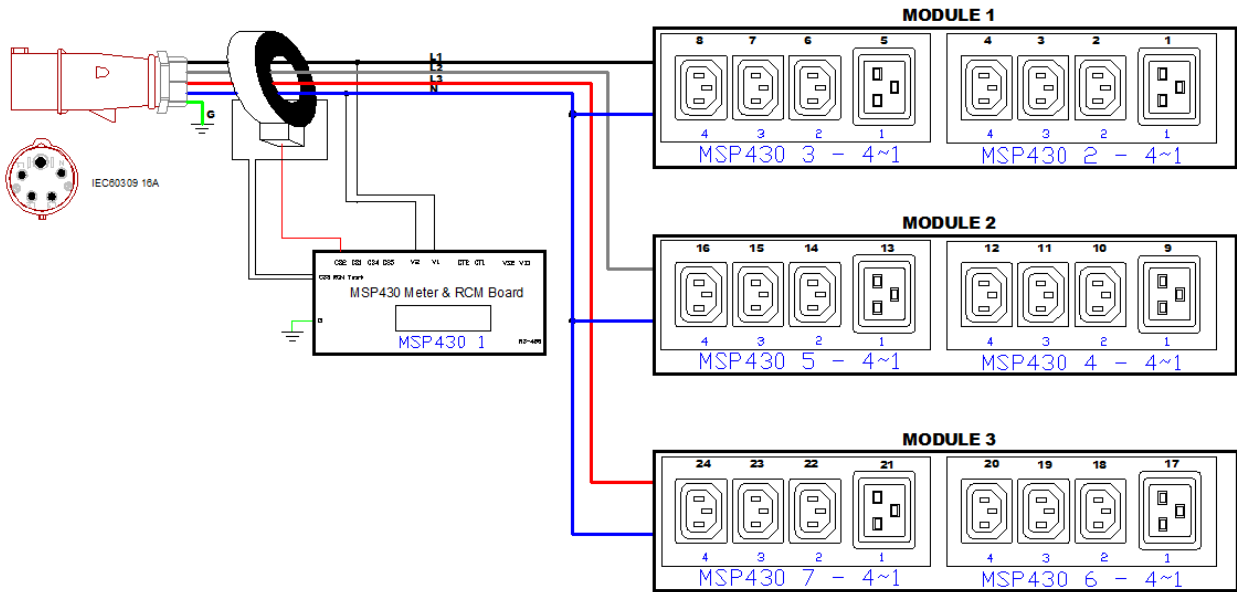 MODULE 1
8 7 6 5 4 3 2 1
4 3 2 1 4 3 2 1
MSP430 3 - 4~1 MSP430 2 - 4~1
L1
L2
L3
N
G
IEC60309 16A
MODULE 2
16 15 14 13 12 11 10 9
4 3 2 1 4 3 2 1
MSP430 5 - 4~1 MSP430 4 - 4~1
V2 V1
MSP430 Meter & RCM Board
MSP430 1
RS-485
MODULE 3
24 23 22 21 20 19 18 17
4 3 2 1 4 3 2 1
MSP430 7 - 4~1 MSP430 6 - 4~1